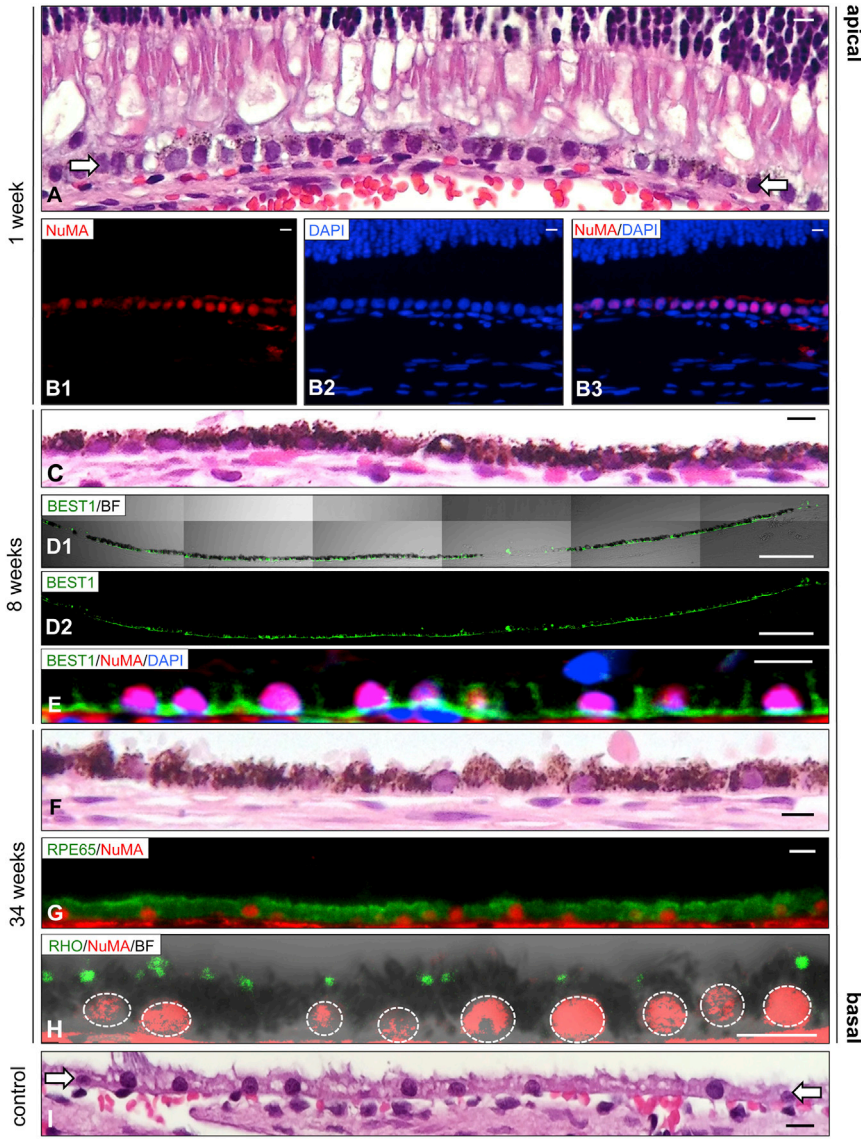 apical
1 week
A
NuMA
DAPI
NuMA/DAPI
B1
B2
B3
C
8 weeks
BEST1/BF
D1
BEST1
D2
BEST1/NuMA/DAPI
E
34 weeks
F
RPE65/NuMA
G
RHO/NuMA/BF
H
basal
control
I